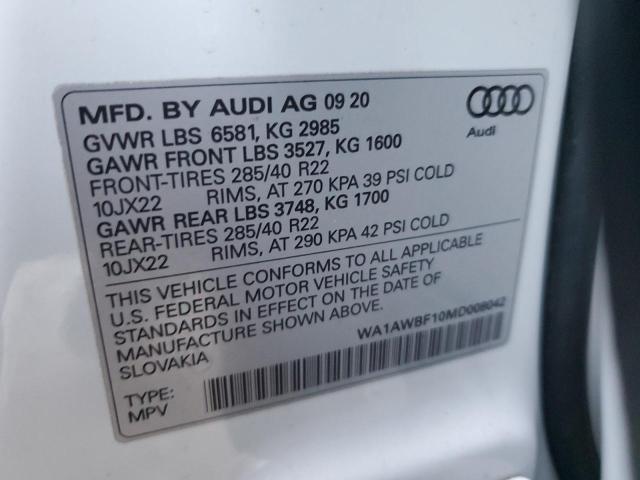 MFD. BY AUDI AG 09 20
GVWR LBS 6581, KG 2985
GAWR FRONT LBS 3527, KG 1600
FRONT-TIRES 285/40 R22
10JX22 RIMS, AT 270 KPA 39 PSI COLD
GAWR REAR LBS 3748, KG 1700
REAR-TIRES 285/40 R22
10JX22 RIMS, AT 290 KPA 42 PSI COLD
THIS VEHICLE CONFORMS TO ALL APPLICABLE
U.S. FEDERAL MOTOR VEHICLE SAFETY
STANDARDS IN EFFECT ON THE DATE OF
MANUFACTURE SHOWN ABOVE.
SLOVAKIA
WA1AWBF10MD008042
TYPE:
MPV
Audi